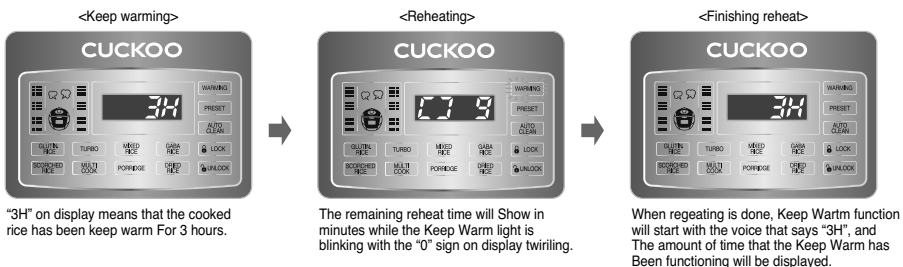 <Keep warming>
CUCKOO
3H
WARMING
PRESET
AUTO CLEAN
GLUTIN. RICE
TURBO
MIXED RICE
GABA RICE
LOCK
SCORCHED RICE
MULTI COOK
PORRIDGE
DRIED RICE
UNLOCK
"3H" on display means that the cooked
rice has been keep warm For 3 hours.
<Reheating>
CUCKOO
9
WARMING
PRESET
AUTO CLEAN
GLUTIN. RICE
TURBO
MIXED RICE
GABA RICE
LOCK
SCORCHED RICE
MULTI COOK
PORRIDGE
DRIED RICE
UNLOCK
The remaining reheat time will Show in
minutes while the Keep Warm light is
blinking with the "0" sign on display twiriling.
<Finishing reheat>
CUCKOO
3H
WARMING
PRESET
AUTO CLEAN
GLUTIN. RICE
TURBO
MIXED RICE
GABA RICE
LOCK
SCORCHED RICE
MULTI COOK
PORRIDGE
DRIED RICE
UNLOCK
When regeating is done, Keep Wartm function
will start with the voice that says "3H", and
The amount of time that the Keep Warm has
Been functioning will be displayed.